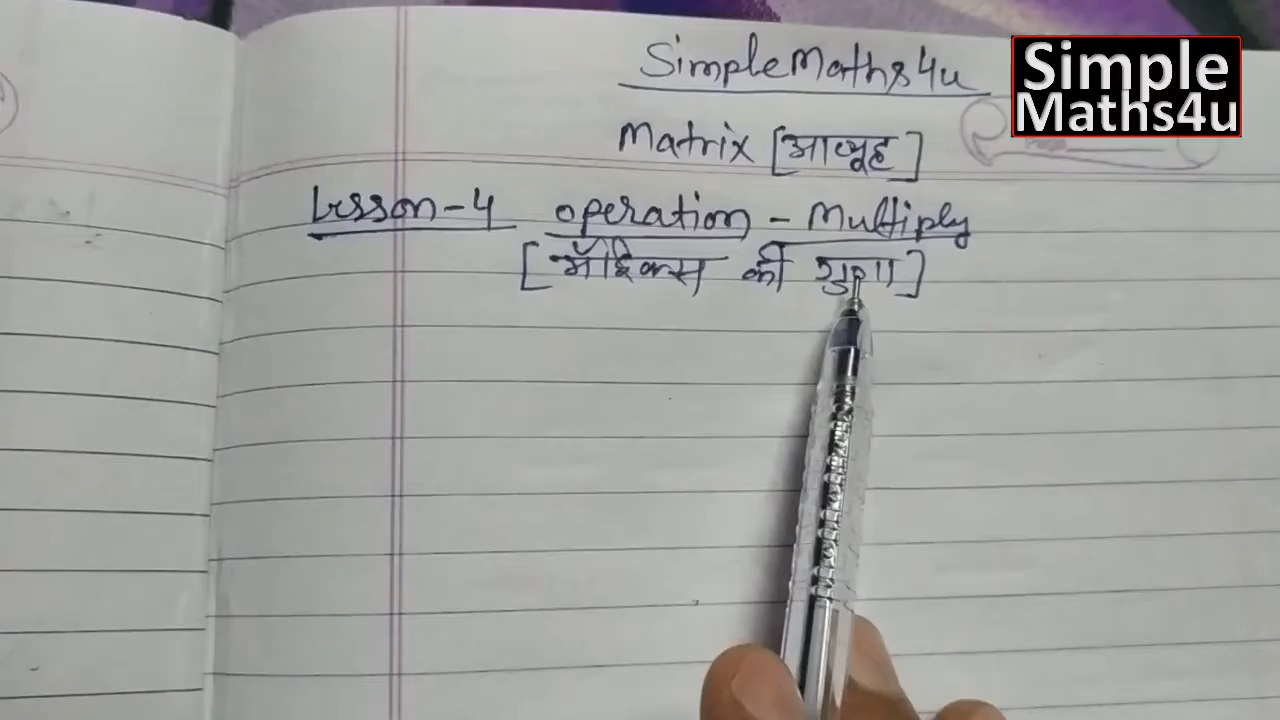 SimpleMaths4u
Simple
Maths4u
Matrix [आव्यूह]
Lesson-4 operation - Multiply
[मॅट्रिक्स की गुणा]